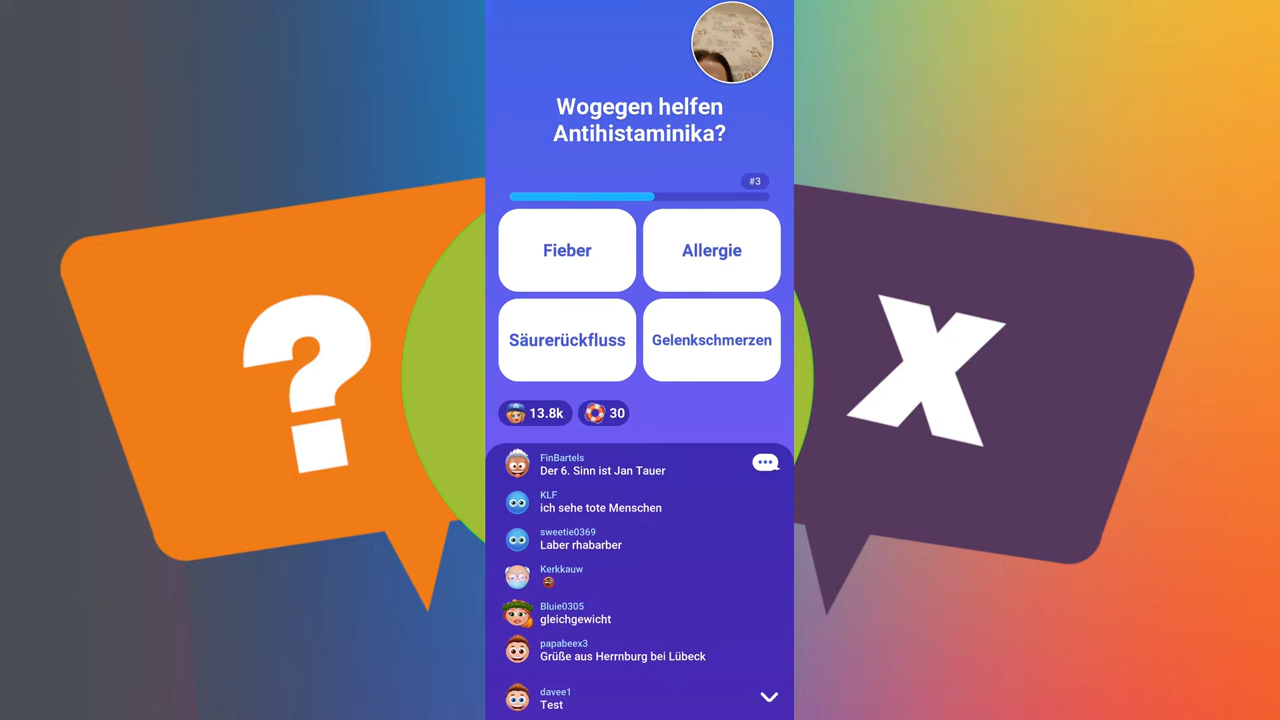 Wogegen helfen
Antihistaminika?
#3
Fieber
Allergie
Säurerückfluss
Gelenkschmerzen
13.8k
30
FinBartels
Der 6. Sinn ist Jan Tauer
KLF
ich sehe tote Menschen
sweetie0369
Laber rhabarber
Kerkkauw
Bluie0305
gleichgewicht
papabeex3
Grüße aus Herrnburg bei Lübeck
davee1
Test
?
X